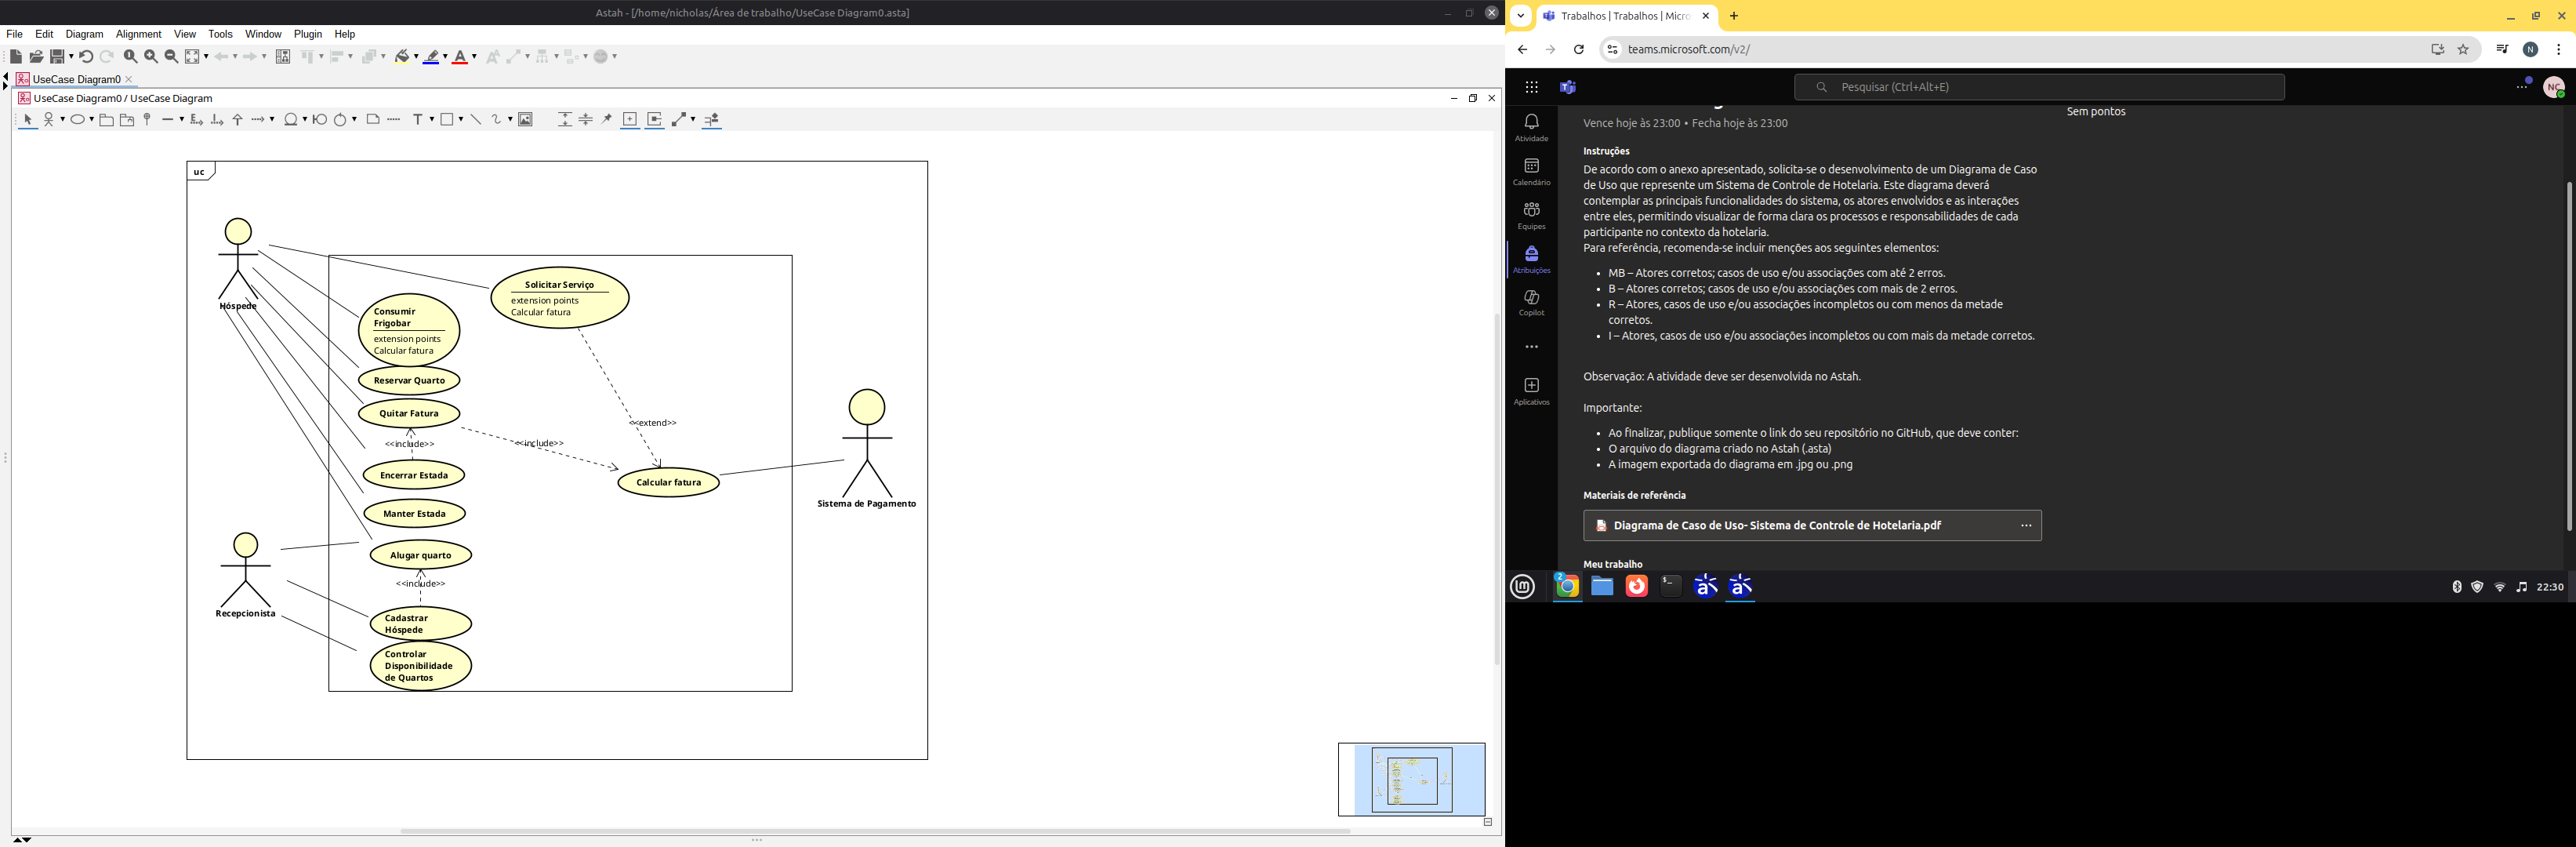 Astah - [/home/nicholas/Área de trabalho/UseCase Diagram0.asta]
File Edit Diagram Alignment View Tools Window Plugin Help
UseCase Diagram0
UseCase Diagram0 / UseCase Diagram
uc
Hóspede
Solicitar Serviço
extension points
Calcular fatura
Consumir
Frigobar
extension points
Calcular fatura
Reservar Quarto
Quitar Fatura
<<extend>>
<<include>>
<<include>>
Encerrar Estada
Calcular fatura
Sistema de Pagamento
Manter Estada
Alugar quarto
<<include>>
Recepcionista
Cadastrar
Hóspede
Controlar
Disponibilidade
de Quartos
Trabalhos | Trabalhos | Micro
teams.microsoft.com/v2/
N
Pesquisar (Ctrl+Alt+E)
NC
Atividade
Calendário
Equipes
Atribuições
Copilot
Aplicativos
Sem pontos
Vence hoje às 23:00 • Fecha hoje às 23:00
Instruções
De acordo com o anexo apresentado, solicita-se o desenvolvimento de um Diagrama de Caso
de Uso que represente um Sistema de Controle de Hotelaria. Este diagrama deverá
contemplar as principais funcionalidades do sistema, os atores envolvidos e as interações
entre eles, permitindo visualizar de forma clara os processos e responsabilidades de cada
participante no contexto da hotelaria.
Para referência, recomenda-se incluir menções aos seguintes elementos:
• MB – Atores corretos; casos de uso e/ou associações com até 2 erros.
• B – Atores corretos; casos de uso e/ou associações com mais de 2 erros.
• R – Atores, casos de uso e/ou associações incompletos ou com menos da metade
corretos.
• I – Atores, casos de uso e/ou associações incompletos ou com mais da metade corretos.
Observação: A atividade deve ser desenvolvida no Astah.
Importante:
• Ao finalizar, publique somente o link do seu repositório no GitHub, que deve conter:
• O arquivo do diagrama criado no Astah (.asta)
• A imagem exportada do diagrama em .jpg ou .png
Materiais de referência
Diagrama de Caso de Uso- Sistema de Controle de Hotelaria.pdf
Meu trabalho
2
22:30